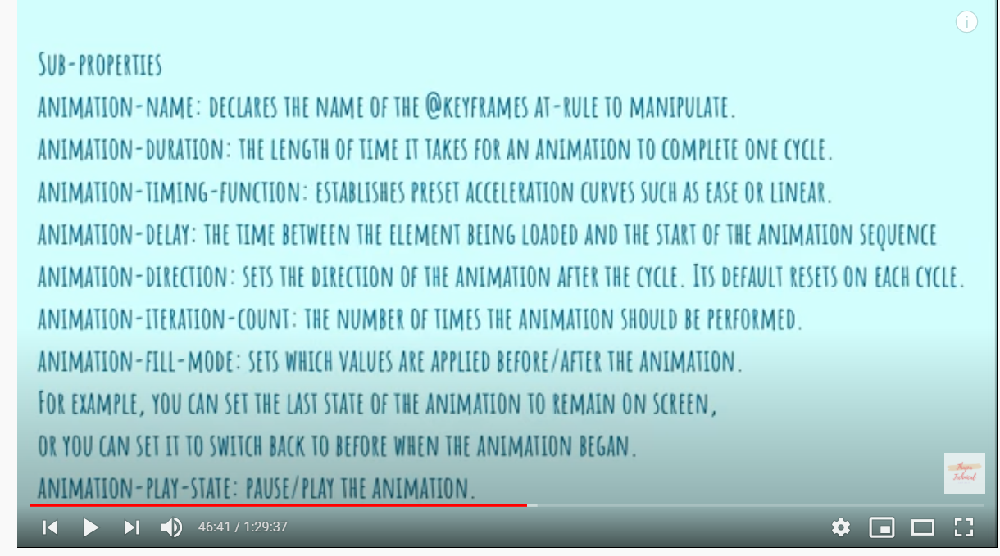 Sub-properties
animation-name: declares the name of the @keyframes at-rule to manipulate.
animation-duration: the length of time it takes for an animation to complete one cycle.
animation-timing-function: establishes preset acceleration curves such as ease or linear.
animation-delay: the time between the element being loaded and the start of the animation sequence
animation-direction: sets the direction of the animation after the cycle. Its default resets on each cycle.
animation-iteration-count: the number of times the animation should be performed.
animation-fill-mode: sets which values are applied before/after the animation.
For example, you can set the last state of the animation to remain on screen,
or you can set it to switch back to before when the animation began.
animation-play-state: pause/play the animation.
Technical
46:41 / 1:29:37